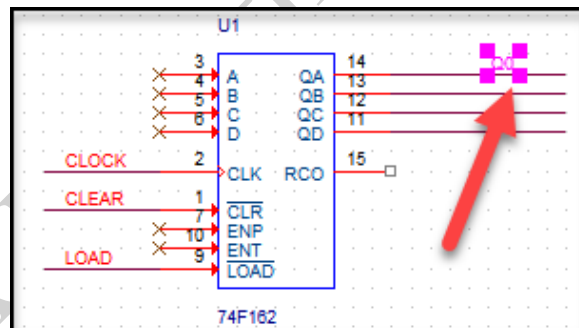 U1
3 A QA 14 Q0
4 B QB 13
5 C QC 12
6 D QD 11
CLOCK 2 CLK RCO 15
CLEAR 1 CLR
7 ENP
10 ENT
LOAD 9 LOAD
74F162